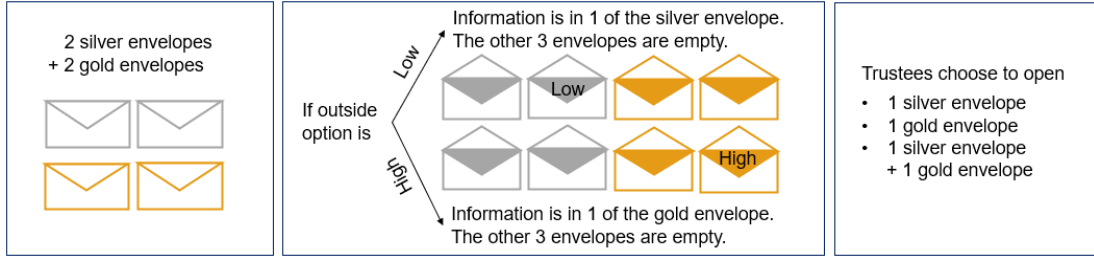 2 silver envelopes
+ 2 gold envelopes
If outside
option is
Low
High
Information is in 1 of the silver envelope.
The other 3 envelopes are empty.
Low
High
Information is in 1 of the gold envelope.
The other 3 envelopes are empty.
Trustees choose to open
• 1 silver envelope
• 1 gold envelope
• 1 silver envelope
+ 1 gold envelope